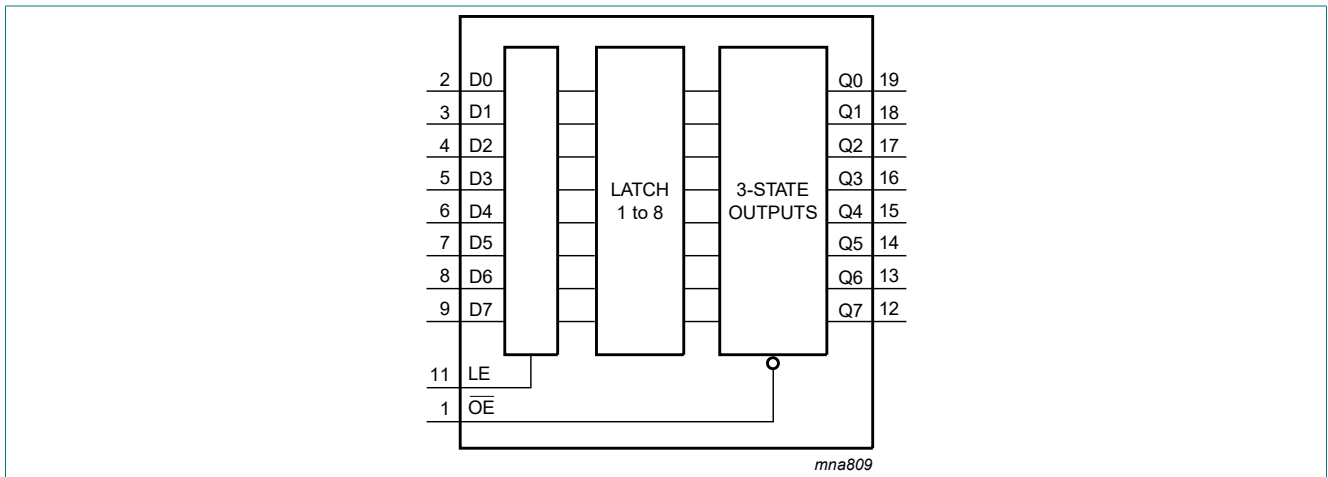 2 D0 Q0 19
3 D1 Q1 18
4 D2 Q2 17
5 D3 Q3 16
6 D4 Q4 15
7 D5 Q5 14
8 D6 Q6 13
9 D7 Q7 12
LATCH
1 to 8
3-STATE
OUTPUTS
11 LE
1 O̅E̅
mna809